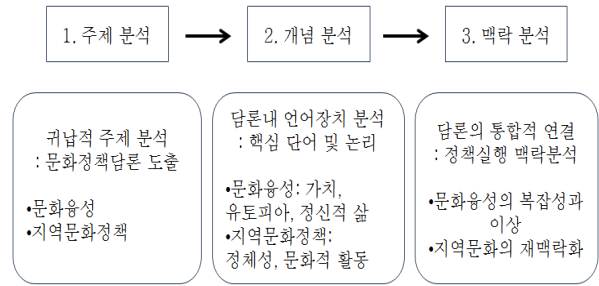 1. 주제 분석
2. 개념 분석
3. 맥락 분석
귀납적 주제 분석
: 문화정책담론 도출
•문화융성
•지역문화정책
담론내 언어장치 분석
: 핵심 단어 및 논리
•문화융성: 가치,
유토피아, 정신적 삶
•지역문화정책:
정체성, 문화적 활동
담론의 통합적 연결
: 정책실행 맥락분석
•문화융성의 복잡성과
이상
•지역문화의 재맥락화